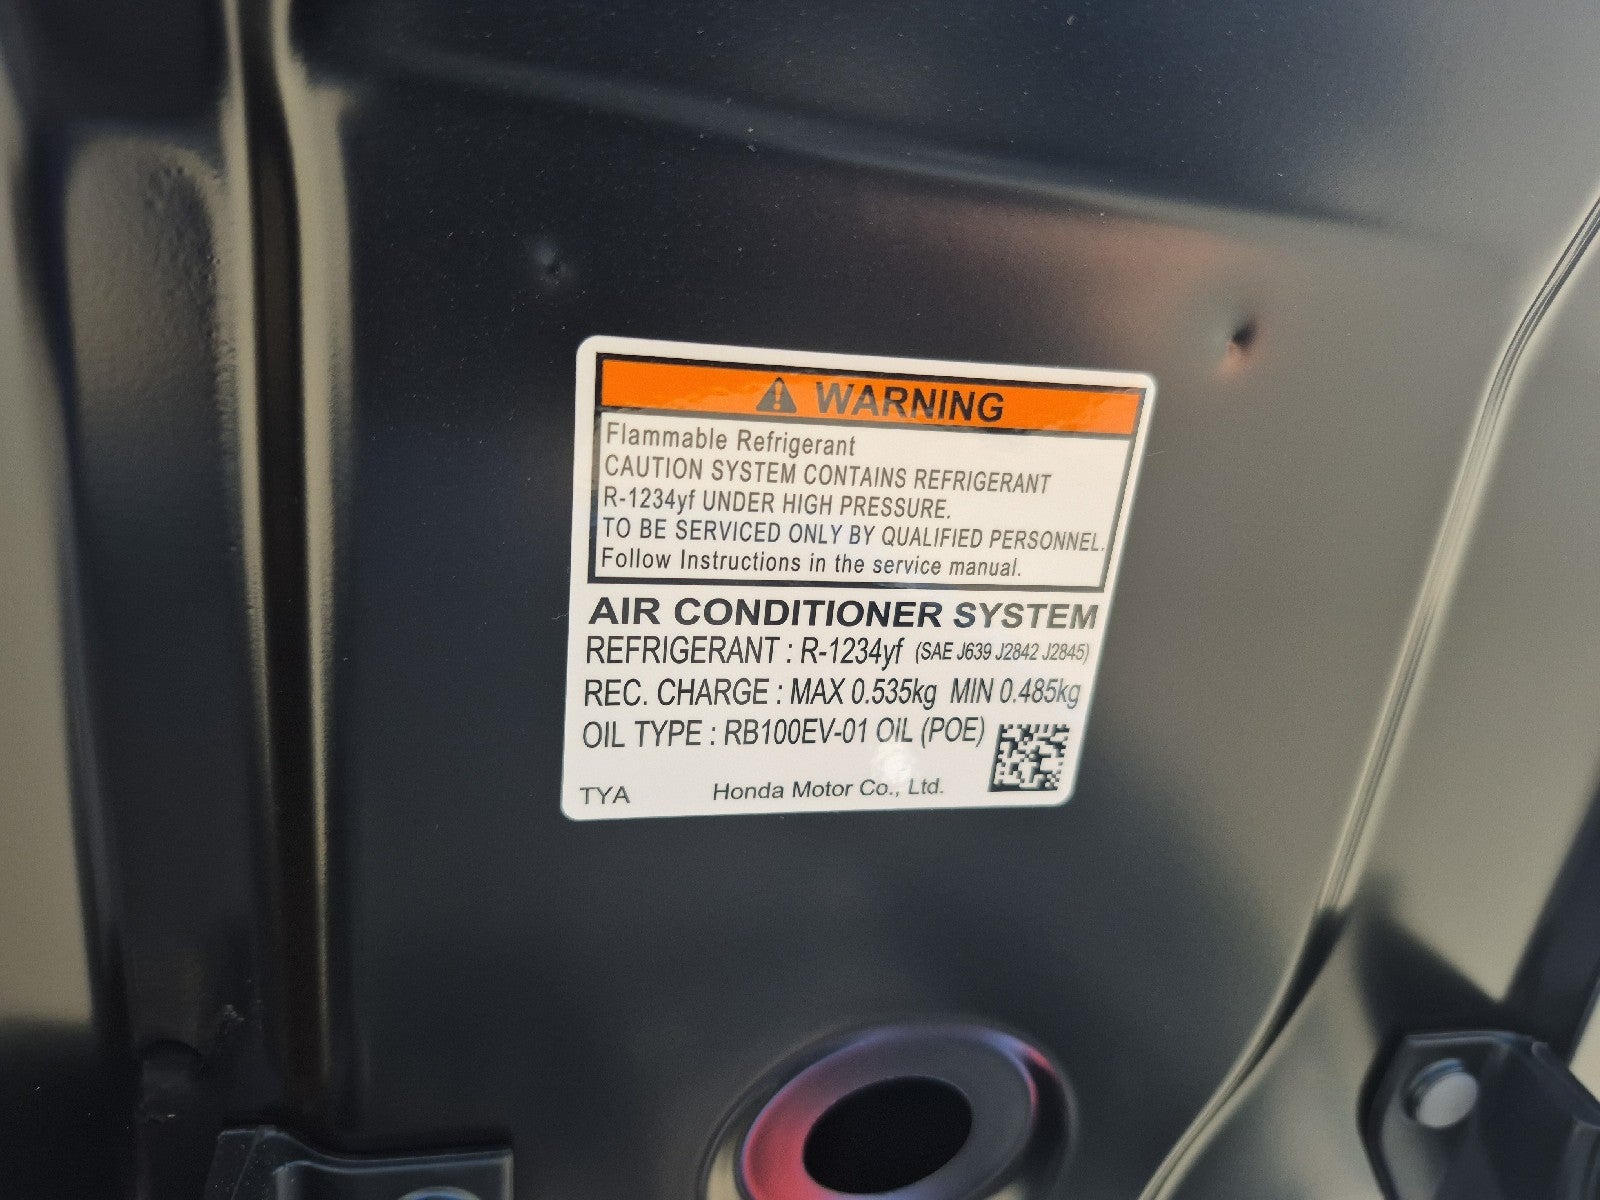 WARNING
Flammable Refrigerant
CAUTION SYSTEM CONTAINS REFRIGERANT
R-1234yf UNDER HIGH PRESSURE.
TO BE SERVICED ONLY BY QUALIFIED PERSONNEL.
Follow Instructions in the service manual.
AIR CONDITIONER SYSTEM
REFRIGERANT : R-1234yf (SAE J639 J2842 J2845)
REC. CHARGE : MAX 0.535kg MIN 0.485kg
OIL TYPE : RB100EV-01 OIL (POE)
TYA Honda Motor Co., Ltd.